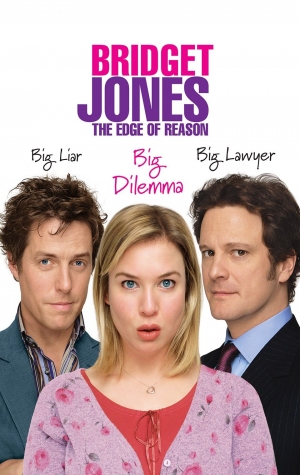 BRIDGET
JONES
THE EDGE OF REASON
Big Liar
Big
Dilemma
Big Lawyer